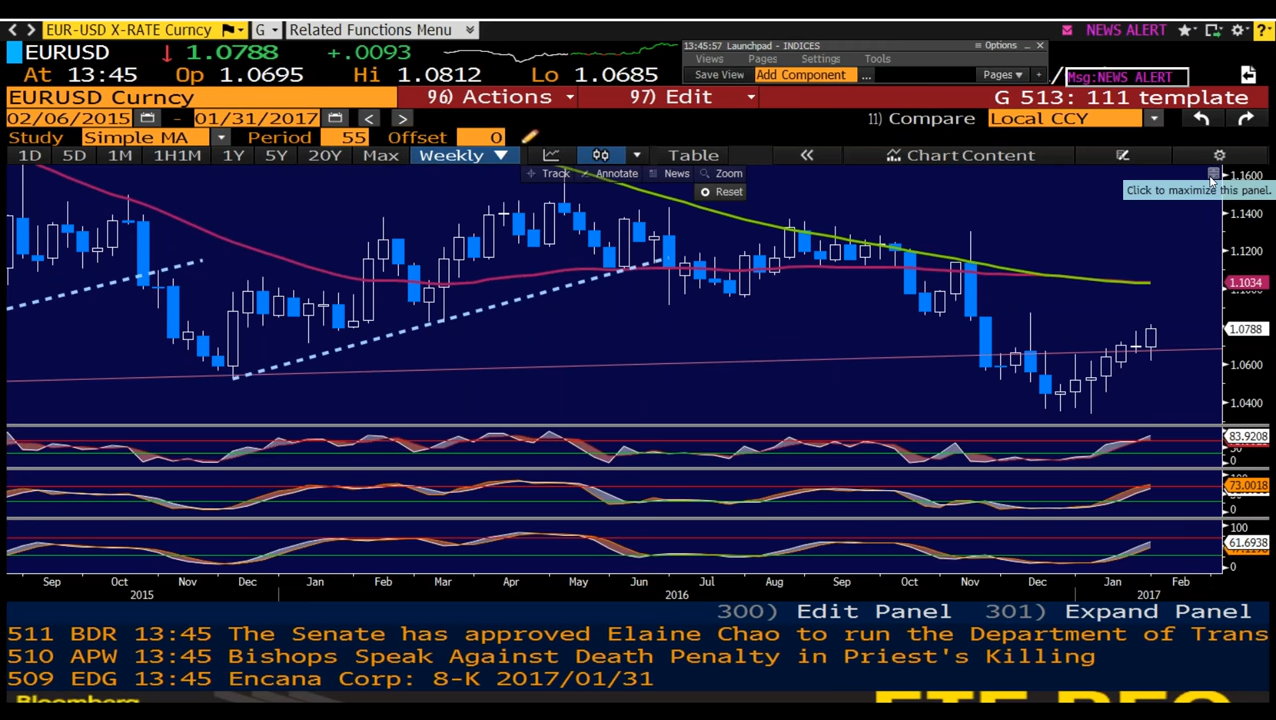 EUR-USD X-RATE Curncy G Related Functions Menu NEWS ALERT
EURUSD 1.0788 +.0093
13:45:57 Launchpad - INDICES Options
Views Pages Settings Tools
Save View Add Component ... Pages +
At 13:45 Op 1.0695 Hi 1.0812 Lo 1.0685
/ Msg:NEWS ALERT
EURUSD Curncy 96) Actions 97) Edit G 513: 111 template
02/06/2015 - 01/31/2017 < > 11) Compare Local CCY
Study Simple MA Period 55 Offset 0
1D 5D 1M 1H1M 1Y 5Y 20Y Max Weekly Table Chart Content
Track Annotate News Zoom
Reset
Click to maximize this panel.
1.1600
1.1400
1.1200
1.1034
1.0788
1.0600
1.0400
83.9208
0
73.0018
0
100
61.6938
0
Sep Oct Nov Dec Jan Feb Mar Apr May Jun Jul Aug Sep Oct Nov Dec Jan Feb
2015 2016 2017
300) Edit Panel 301) Expand Panel
511 BDR 13:45 The Senate has approved Elaine Chao to run the Department of Trans
510 APW 13:45 Bishops Speak Against Death Penalty in Priest's Killing
509 EDG 13:45 Encana Corp: 8-K 2017/01/31
Bloomberg